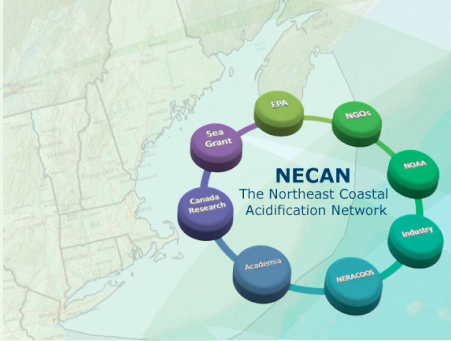 EPA
NGOs
Sea
Grant
NOAA
NECAN
The Northeast Coastal
Acidification Network
Canada
Research
Industry
Academia
NERACOOS